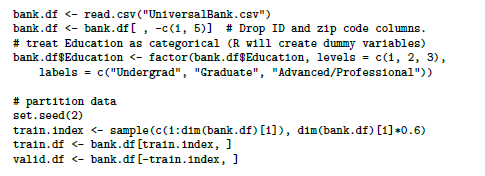 bank.df <- read.csv("UniversalBank.csv")
bank.df <- bank.df[ , -c(1, 5)]  # Drop ID and zip code columns.
# treat Education as categorical (R will create dummy variables)
bank.df$Education <- factor(bank.df$Education, levels = c(1, 2, 3),
    labels = c("Undergrad", "Graduate", "Advanced/Professional"))

# partition data
set.seed(2)
train.index <- sample(c(1:dim(bank.df)[1]), dim(bank.df)[1]*0.6)
train.df <- bank.df[train.index, ]
valid.df <- bank.df[-train.index, ]